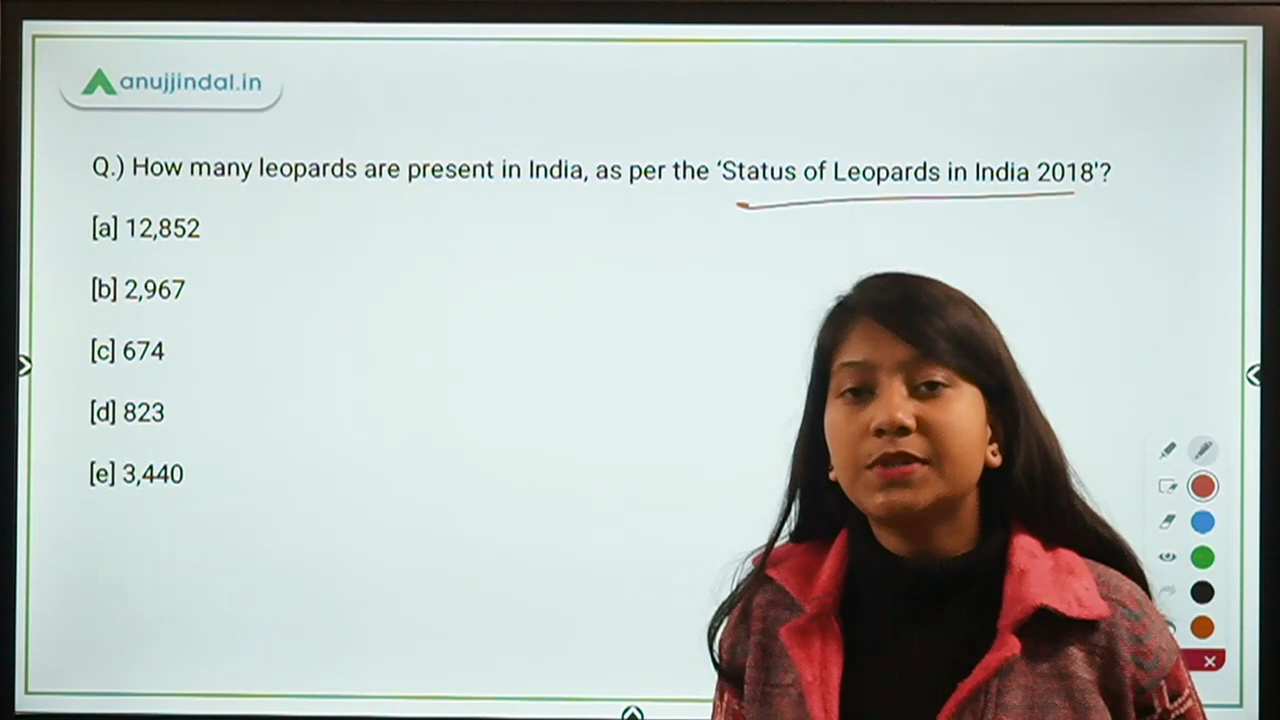 anujjindal.in
Q.) How many leopards are present in India, as per the ‘Status of Leopards in India 2018'?
[a] 12,852
[b] 2,967
[c] 674
[d] 823
[e] 3,440